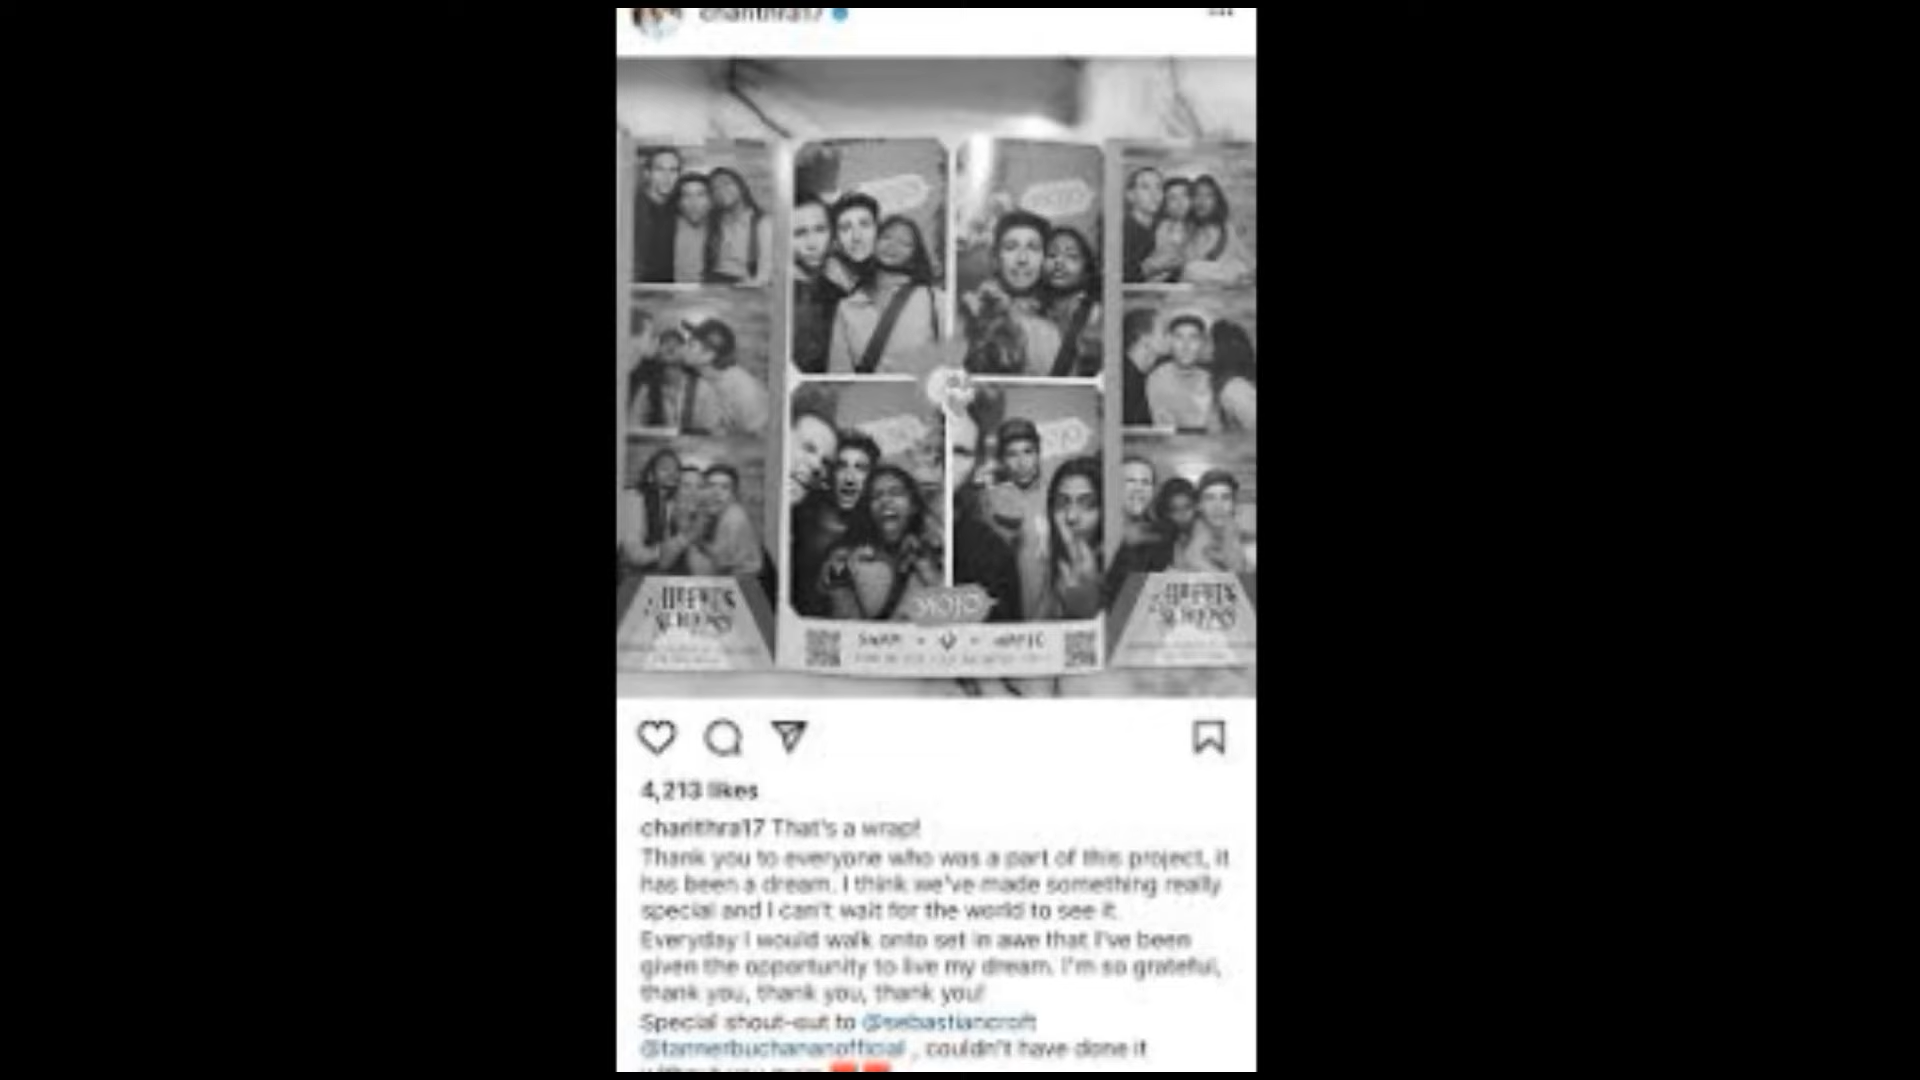 charithra17
MOJO
4,213 likes
charithra17 That's a wrap!
Thank you to everyone who was a part of this project, it
has been a dream. I think we've made something really
special and I can't wait for the world to see it.
Everyday I would walk onto set in awe that I've been
given the opportunity to live my dream. I'm so grateful,
thank you, thank you, thank you!
Special shout-out to @sebastiancroft
@tannerbuchananofficial , couldn't have done it